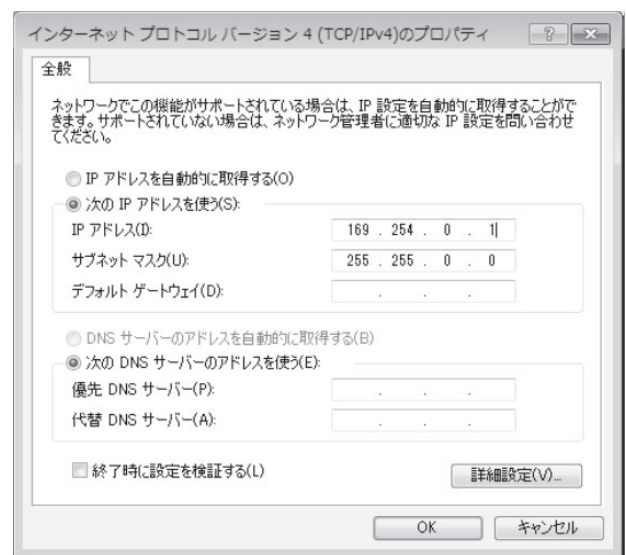 インターネット プロトコル バージョン 4 (TCP/IPv4)のプロパティ
全般
ネットワークでこの機能がサポートされている場合は、IP 設定を自動的に取得することがで
きます。サポートされていない場合は、ネットワーク管理者に適切な IP 設定を問い合わせ
てください。
IP アドレスを自動的に取得する(O)
次の IP アドレスを使う(S):
IP アドレス(I): 169 . 254 . 0 . 1
サブネット マスク(U): 255 . 255 . 0 . 0
デフォルト ゲートウェイ(D): . . .
DNS サーバーのアドレスを自動的に取得する(B)
次の DNS サーバーのアドレスを使う(E):
優先 DNS サーバー(P): . . .
代替 DNS サーバー(A): . . .
終了時に設定を検証する(L) 詳細設定(V)...
OK キャンセル